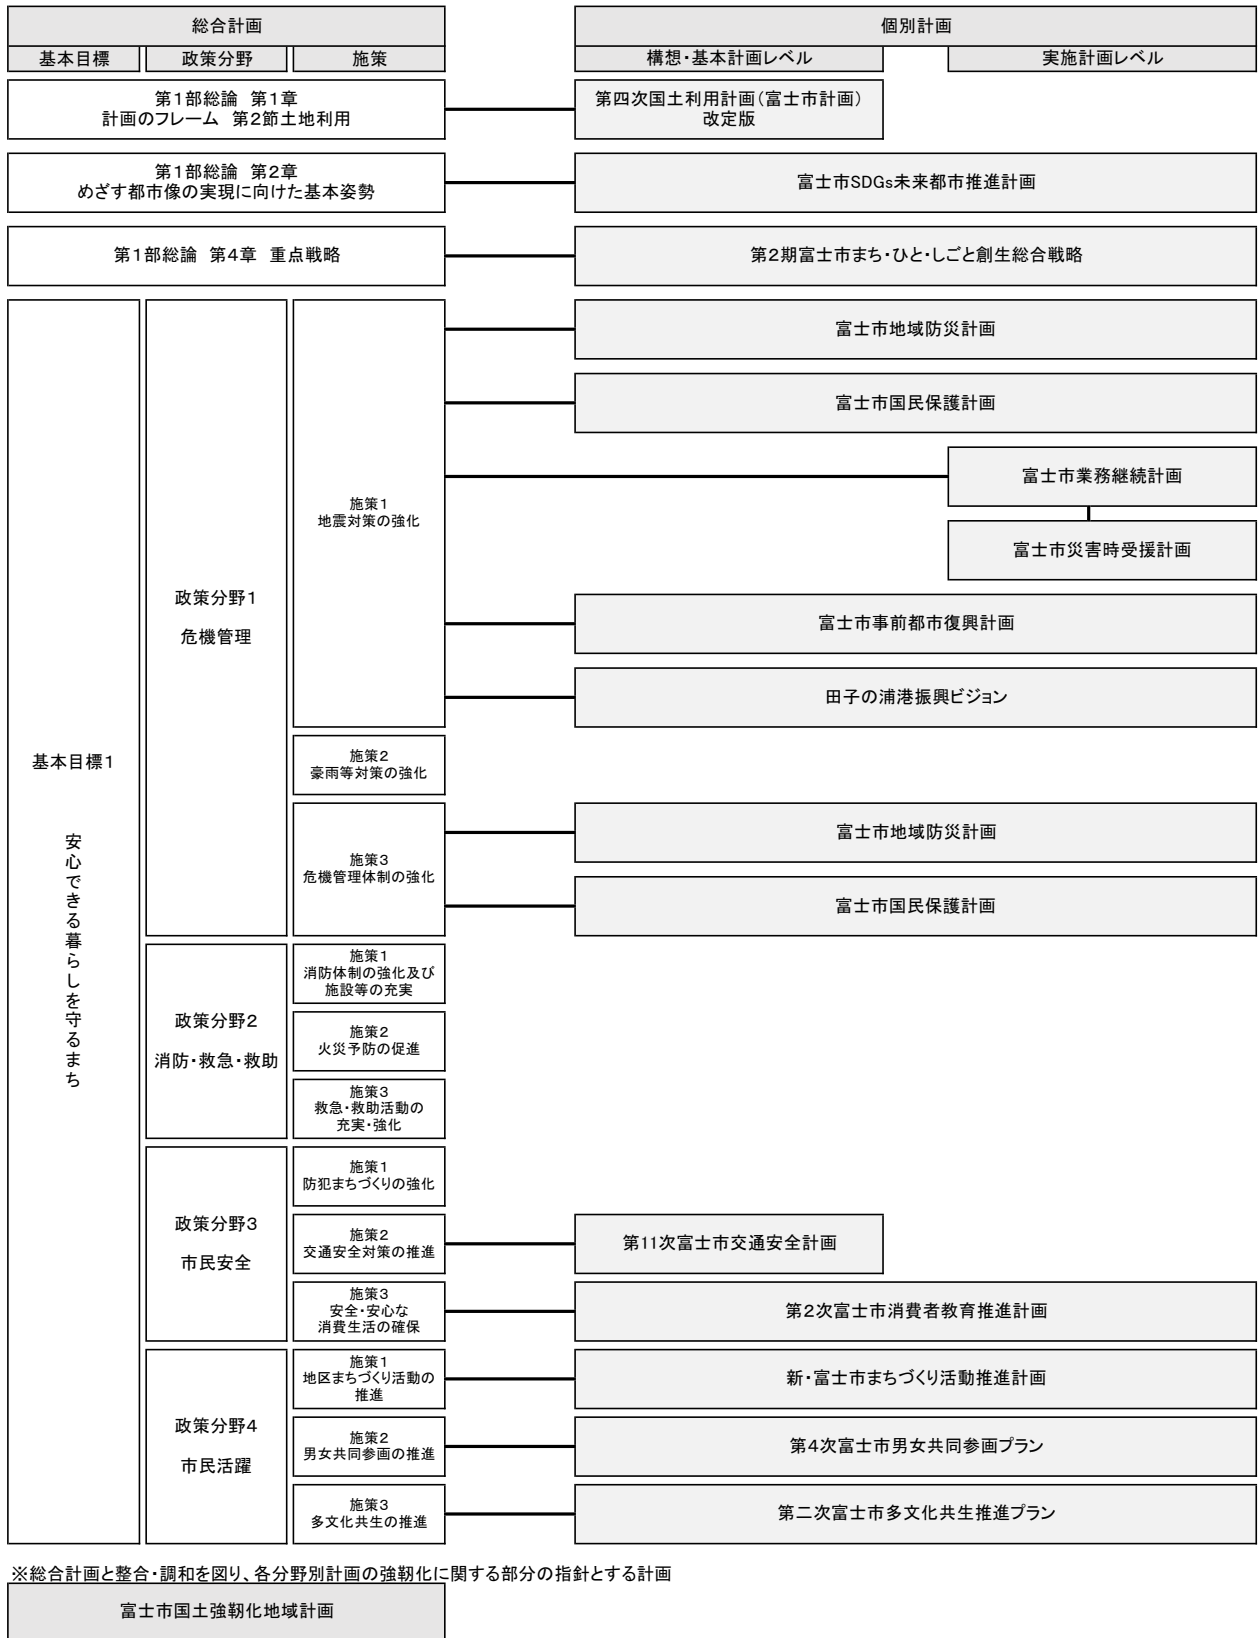 総合計画
個別計画
基本目標
政策分野
施策
構想・基本計画レベル
実施計画レベル
第1部総論 第1章
計画のフレーム 第2節土地利用
第四次国土利用計画(富士市計画)
改定版
第1部総論 第2章
めざす都市像の実現に向けた基本姿勢
富士市SDGs未来都市推進計画
第1部総論 第4章 重点戦略
第2期富士市まち・ひと・しごと創生総合戦略
基本目標1
安心できる暮らしを守るまち
政策分野1
危機管理
施策1
地震対策の強化
富士市地域防災計画
富士市国民保護計画
富士市業務継続計画
富士市災害時受援計画
富士市事前都市復興計画
田子の浦港振興ビジョン
施策2
豪雨等対策の強化
施策3
危機管理体制の強化
富士市地域防災計画
富士市国民保護計画
政策分野2
消防・救急・救助
施策1
消防体制の強化及び
施設等の充実
施策2
火災予防の促進
施策3
救急・救助活動の
充実・強化
政策分野3
市民安全
施策1
防犯まちづくりの強化
施策2
交通安全対策の推進
第11次富士市交通安全計画
施策3
安全・安心な
消費生活の確保
第2次富士市消費者教育推進計画
政策分野4
市民活躍
施策1
地区まちづくり活動の
推進
新・富士市まちづくり活動推進計画
施策2
男女共同参画の推進
第4次富士市男女共同参画プラン
施策3
多文化共生の推進
第二次富士市多文化共生推進プラン
※総合計画と整合・調和を図り、各分野別計画の強靭化に関する部分の指針とする計画
富士市国土強靭化地域計画